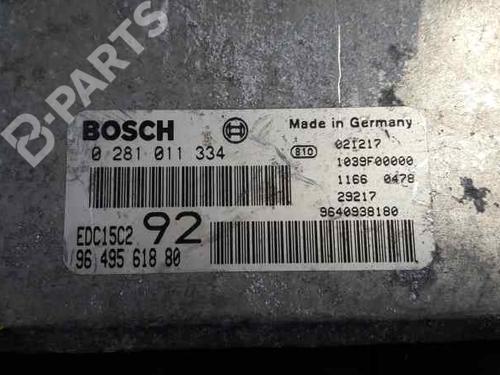 B-PARTS
BOSCH
0 281 011 334
EDC15C2 92
96 495 618 80
Made in Germany
810 021217
1039F00000
1166 0478
29217
9640938180